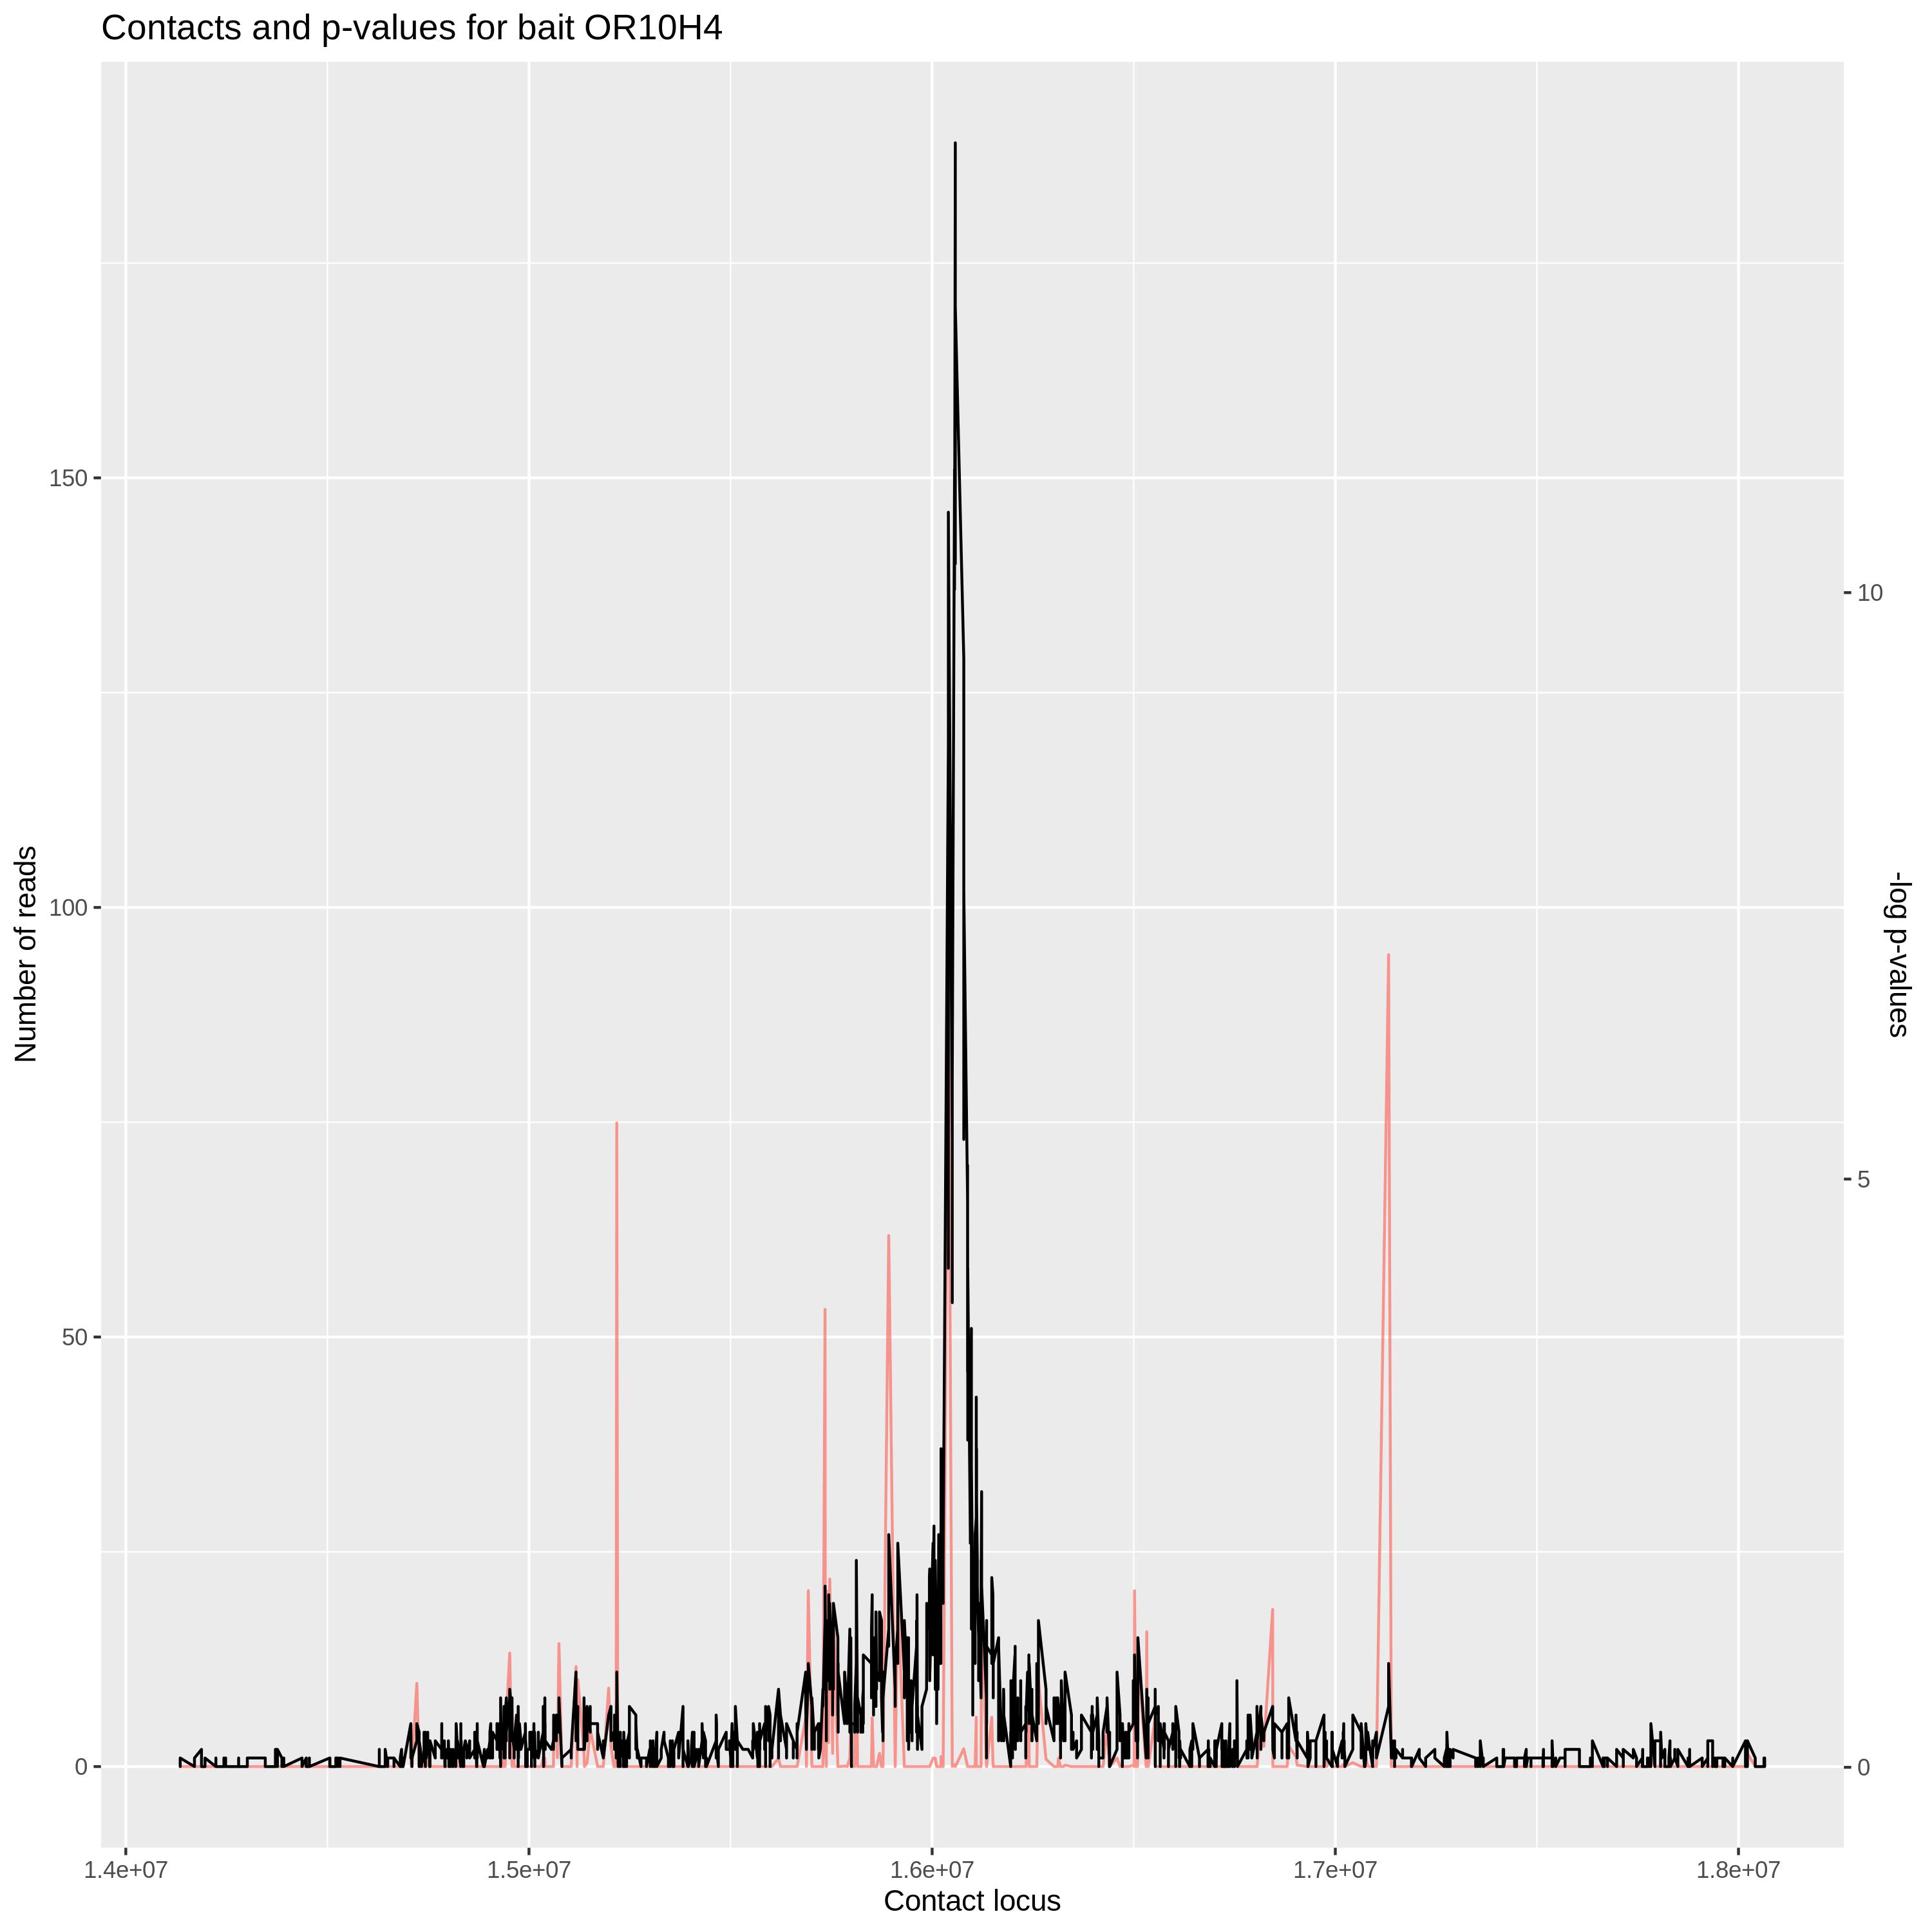 Contacts and p-values for bait OR10H4
Number of reads
150
100
50
0
10
5
0
-log p-values
1.4e+07 1.5e+07 1.6e+07 1.7e+07 1.8e+07
Contact locus